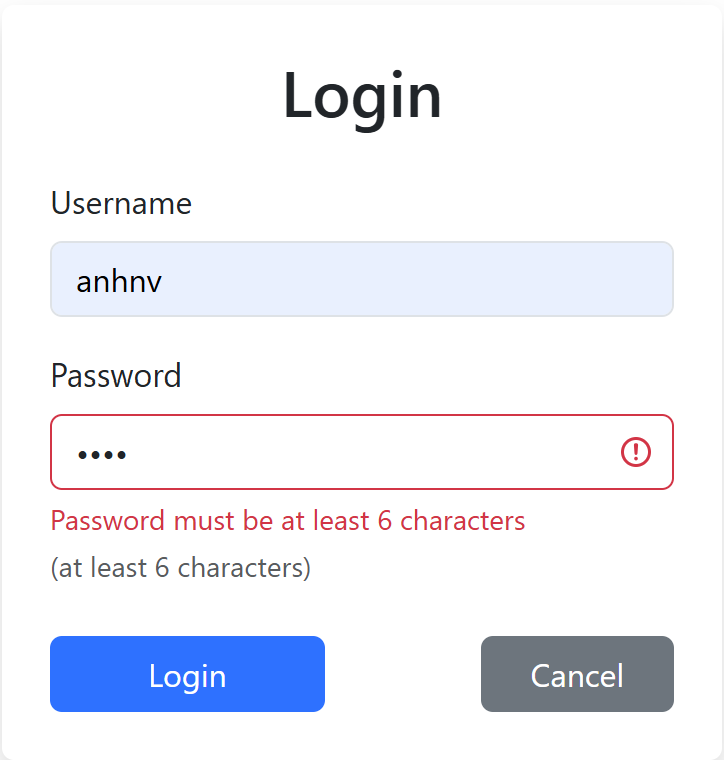 Login
Username
anhnv
Password
••••
Password must be at least 6 characters
(at least 6 characters)
Login Cancel